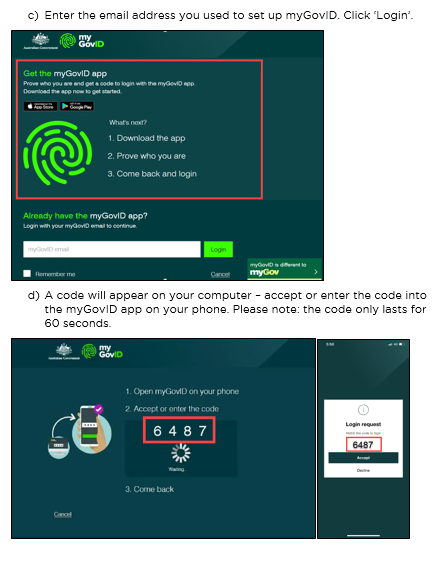 c) Enter the email address you used to set up myGovID. Click ‘Login’.
Australian Government
my
GovID
Get the myGovID app
Prove who you are and get a code to login with the myGovID app.
Download the app now to get started.
App Store
Google Play
What's next?
1. Download the app
2. Prove who you are
3. Come back and login
Already have the myGovID app?
Login with your myGovID email to continue.
myGovID email
Login
Remember me
Cancel
myGovID is different to
myGov
d) A code will appear on your computer – accept or enter the code into
the myGovID app on your phone. Please note: the code only lasts for
60 seconds.
Australian Government
my
GovID
1. Open myGovID on your phone
2. Accept or enter the code
6 4 8 7
Waiting
3. Come back
Cancel
Login request
Match the code to login
6487
Accept
Decline